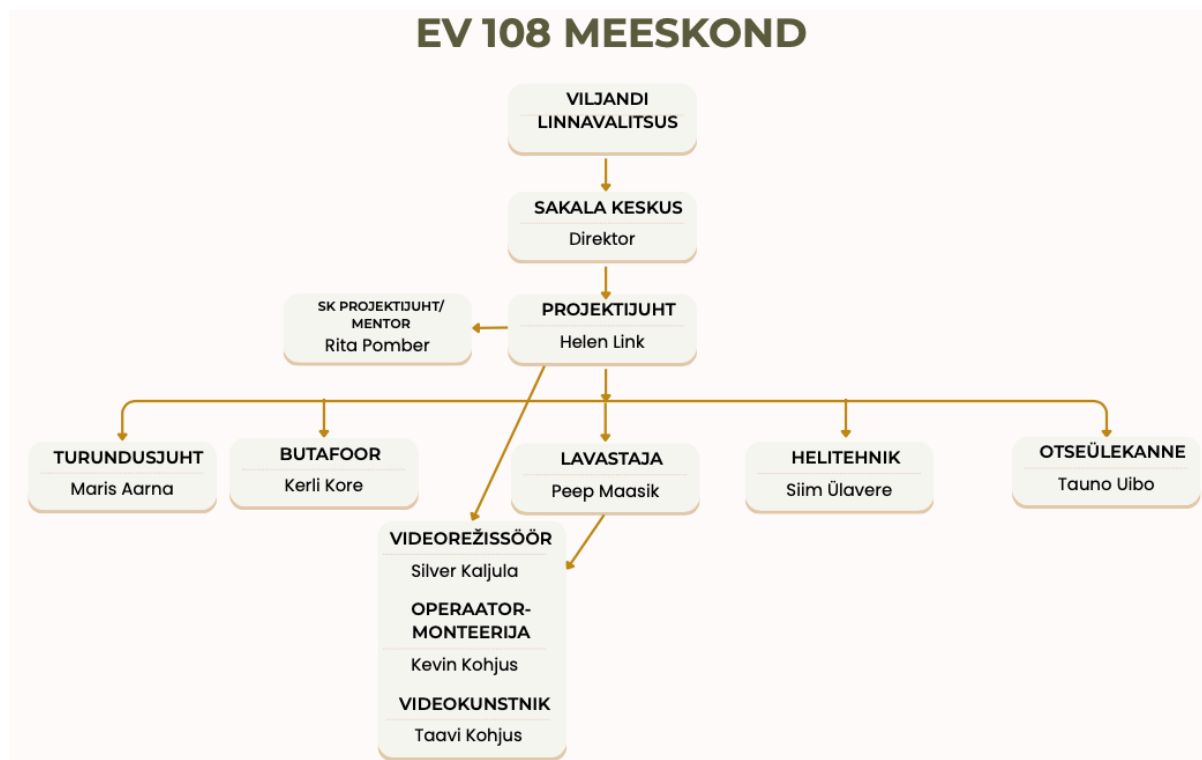 EV 108 MEESKOND
VILJANDI
LINNAVALITSUS
SAKALA KESKUS
Direktor
SK PROJEKTIJUHT/
MENTOR
Rita Pomber
PROJEKTIJUHT
Helen Link
TURUNDUSJUHT
Maris Aarna
BUTAFOOR
Kerli Kore
LAVASTAJA
Peep Maasik
HELITEHNIK
Siim Ülavere
OTSEÜLEKANNE
Tauno Uibo
VIDEOREŽISSÖÖR
Silver Kaljula
OPERAATOR-
MONTEERIJA
Kevin Kohjus
VIDEOKUNSTNIK
Taavi Kohjus